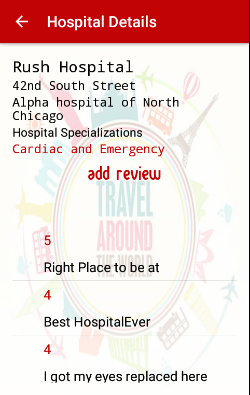 Hospital Details
Rush Hospital
42nd South Street
Alpha hospital of North
Chicago
Hospital Specializations
Cardiac and Emergency
add review
TRAVEL
AROUND
THE WORLD
5
Right Place to be at
4
Best HospitalEver
4
I got my eyes replaced here